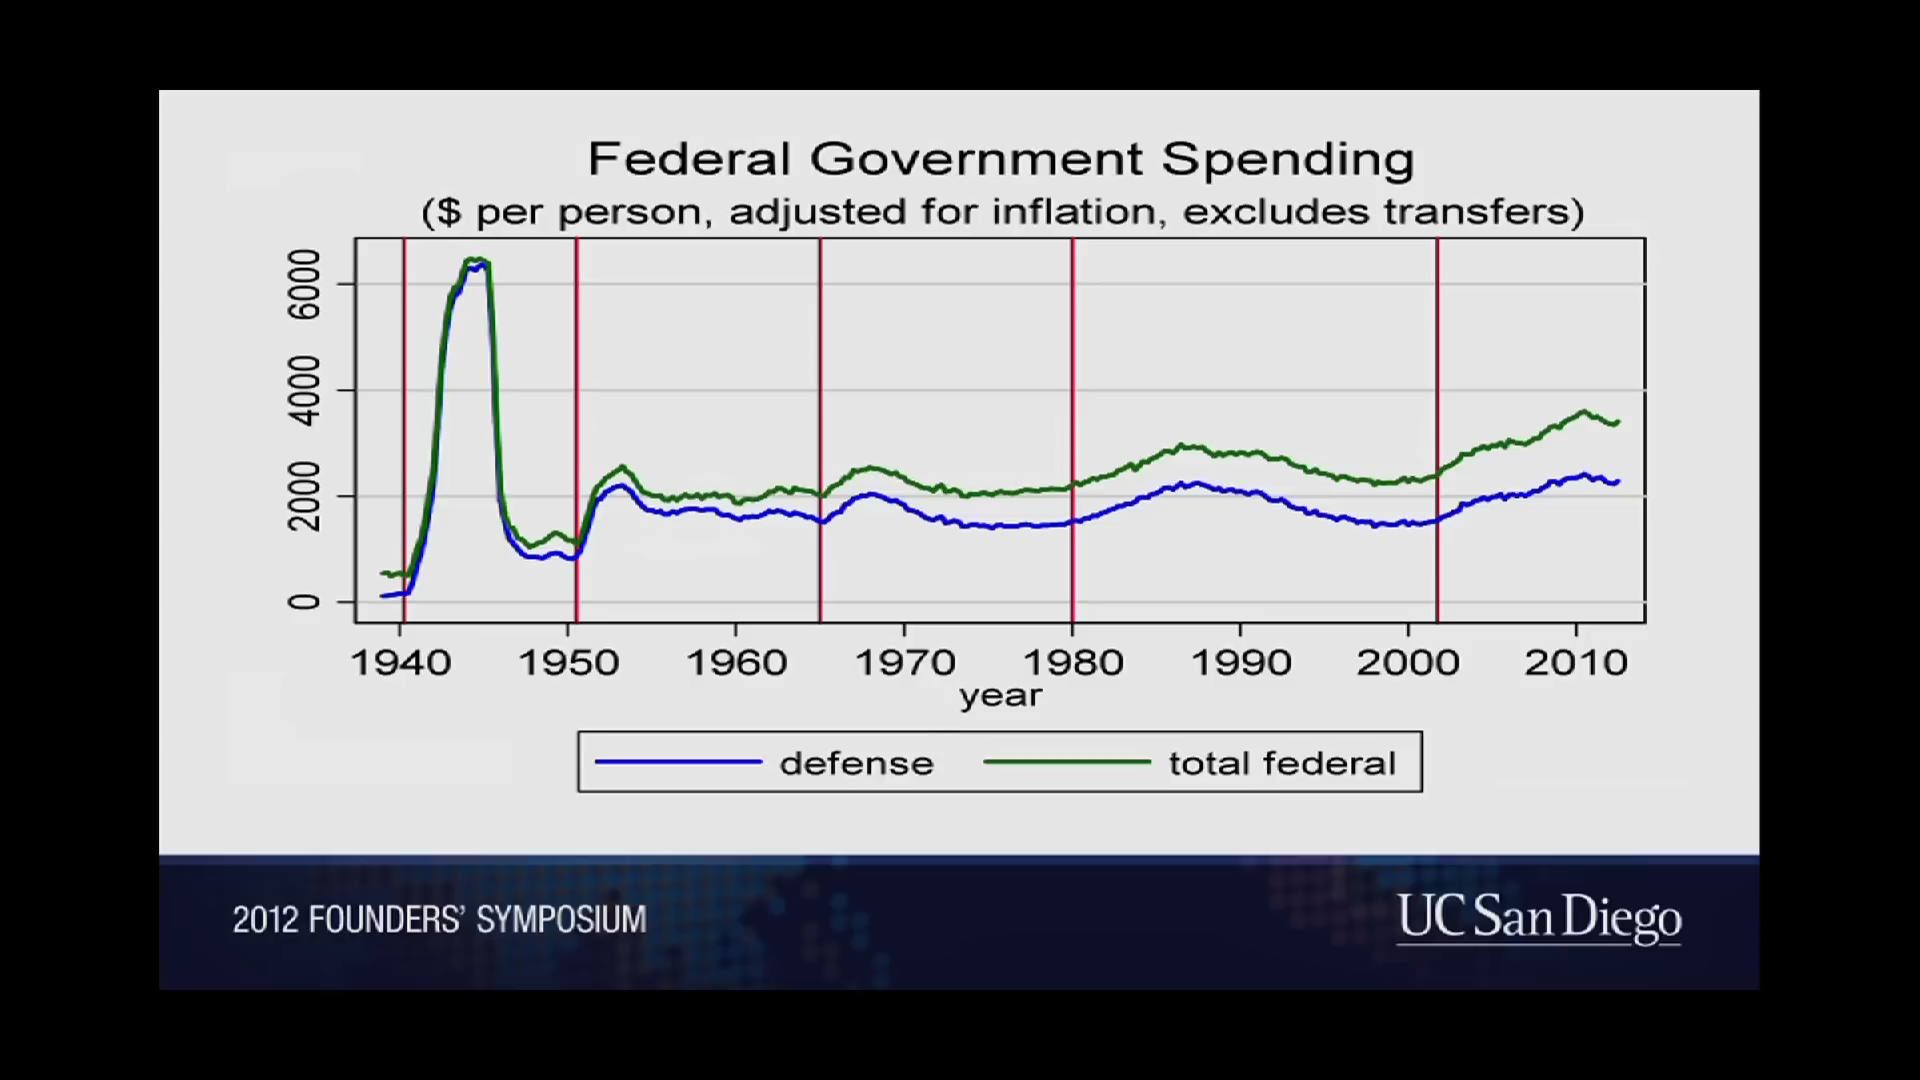 Federal Government Spending
($ per person, adjusted for inflation, excludes transfers)
6000
4000
2000
0
1940 1950 1960 1970 1980 1990 2000 2010
year
defense total federal
2012 FOUNDERS’ SYMPOSIUM
UC San Diego